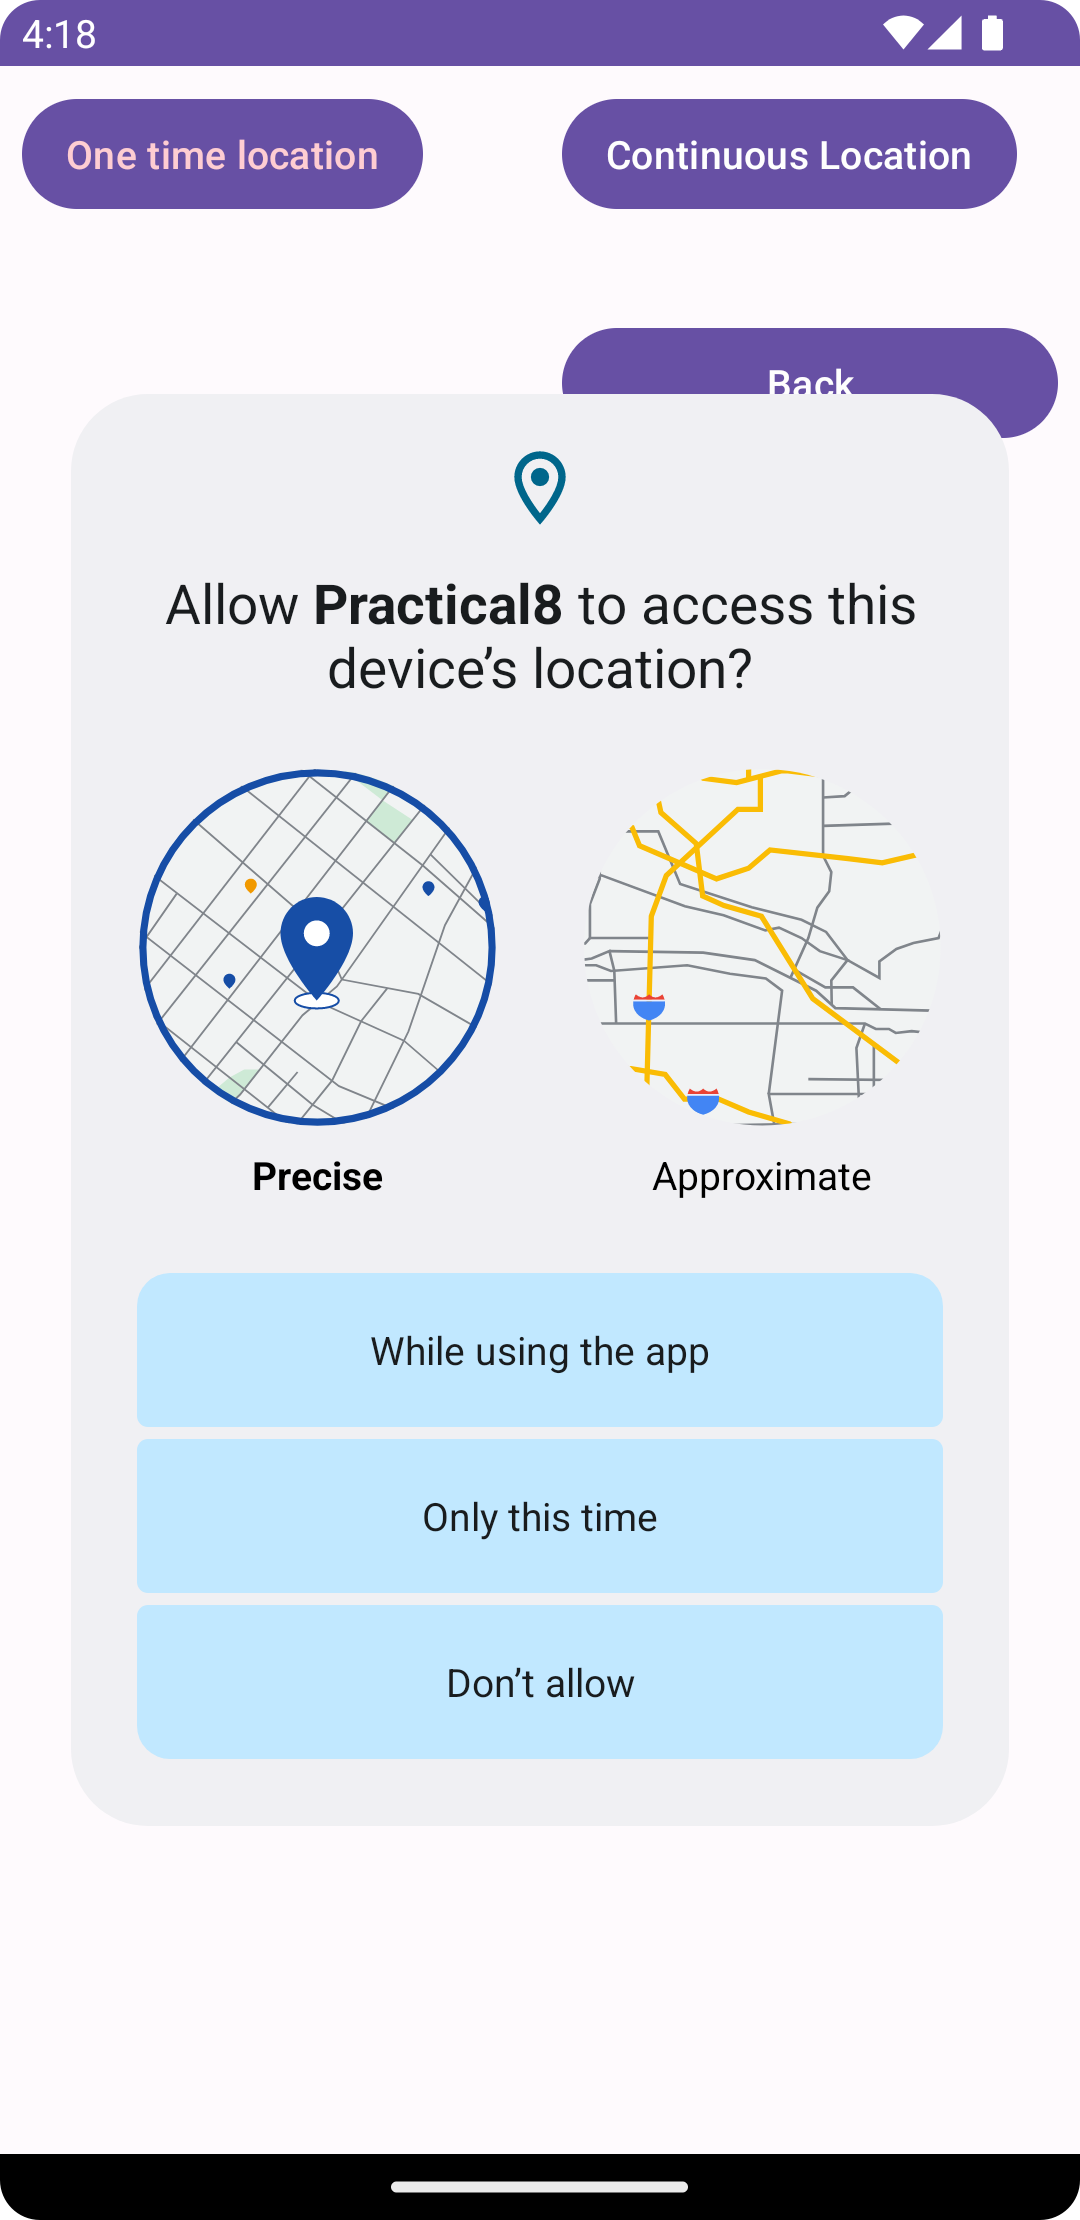 4:18
One time location
Continuous Location
Back
Allow Practical8 to access this
device’s location?
Precise
Approximate
While using the app
Only this time
Don’t allow